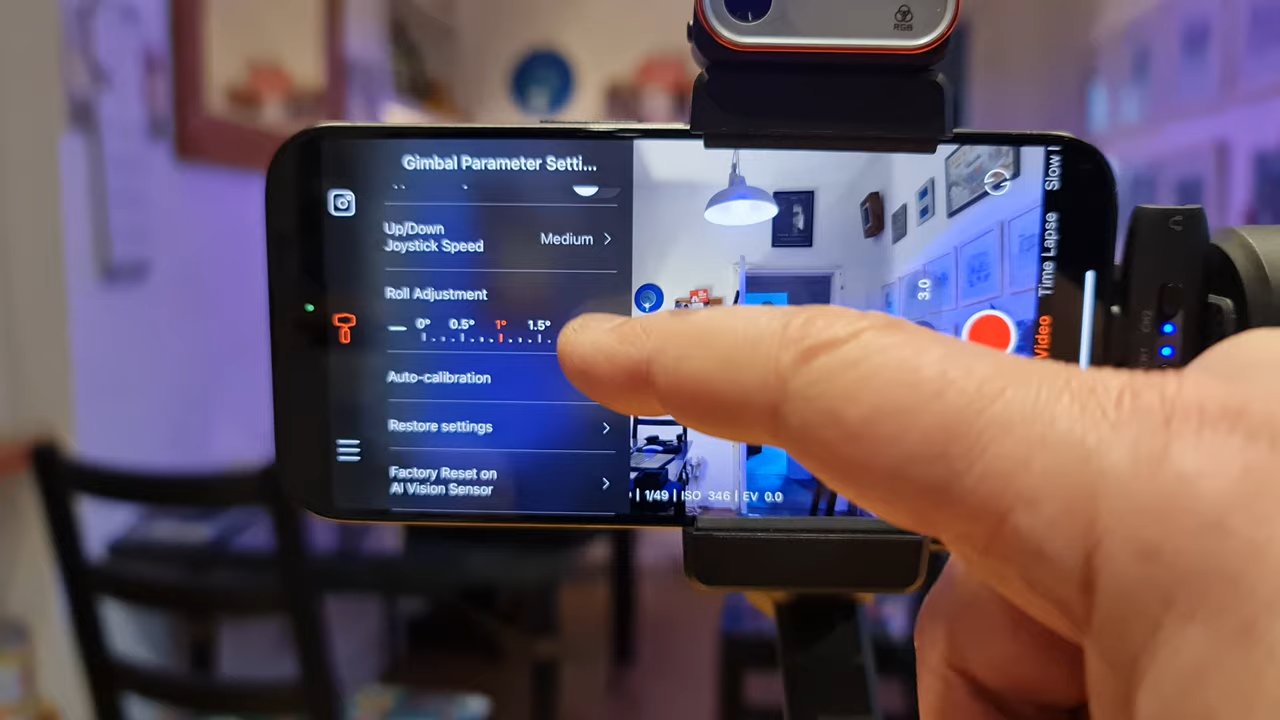 RGB
Gimbal Parameter Setti...
Up/Down
Joystick Speed
Medium
Roll Adjustment
0° 0.5° 1° 1.5°
Auto-calibration
Restore settings
Factory Reset on
AI Vision Sensor
| 1/49 | ISO 346 | EV 0.0
3.0
Slow
Time Lapse
Video